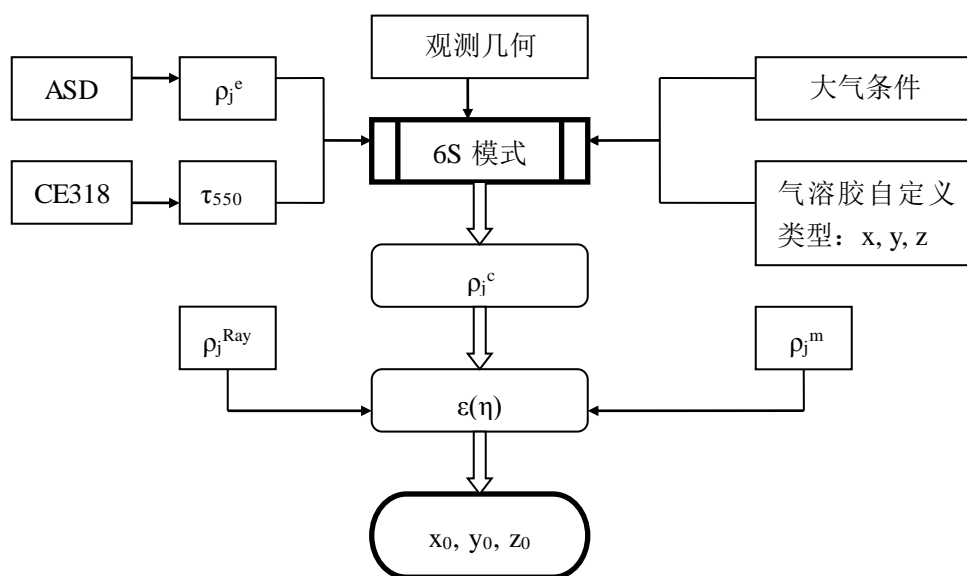 观测几何
ASD
ρⱼᵉ
大气条件
6S 模式
CE318
τ₅₅₀
气溶胶自定义
类型：x, y, z
ρⱼᶜ
ρⱼᴿᵃʸ
ρⱼᵐ
ε(η)
x₀, y₀, z₀